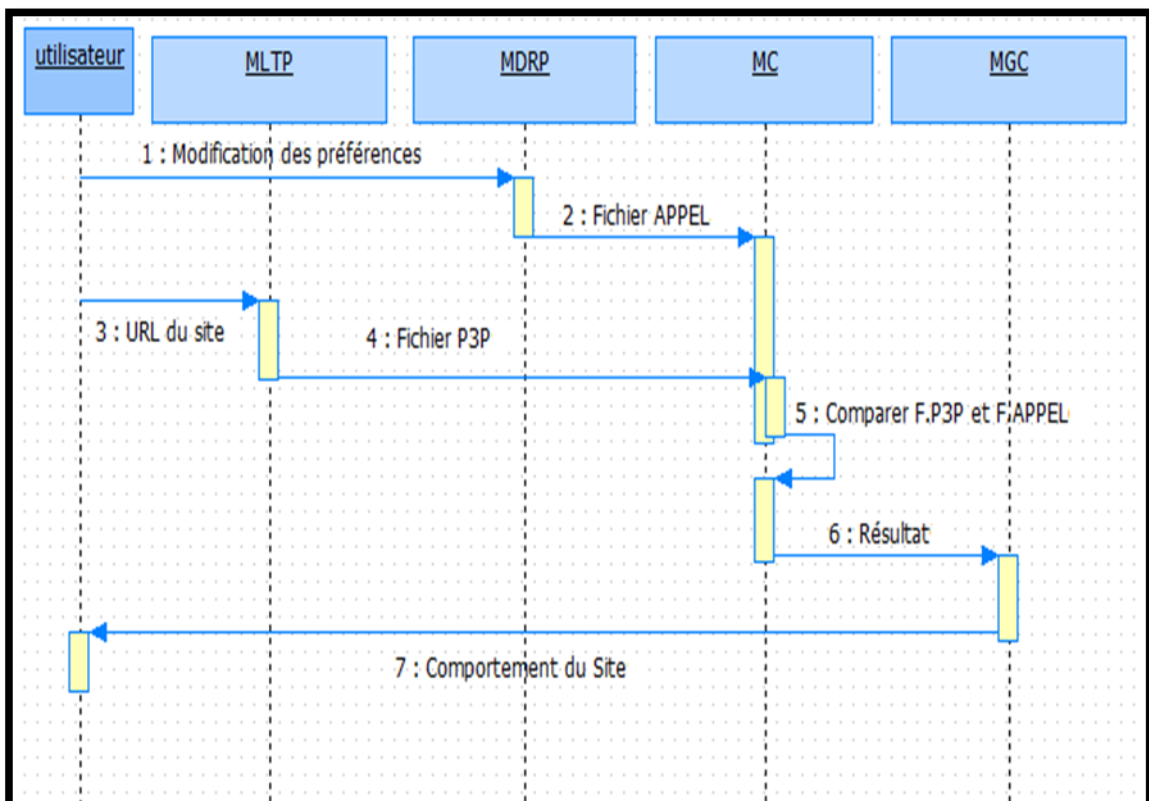 utilisateur
MLTP
MDRP
MC
MGC
1 : Modification des préférences
2 : Fichier APPEL
3 : URL du site
4 : Fichier P3P
5 : Comparer F.P3P et F.APPEL
6 : Résultat
7 : Comportement du Site